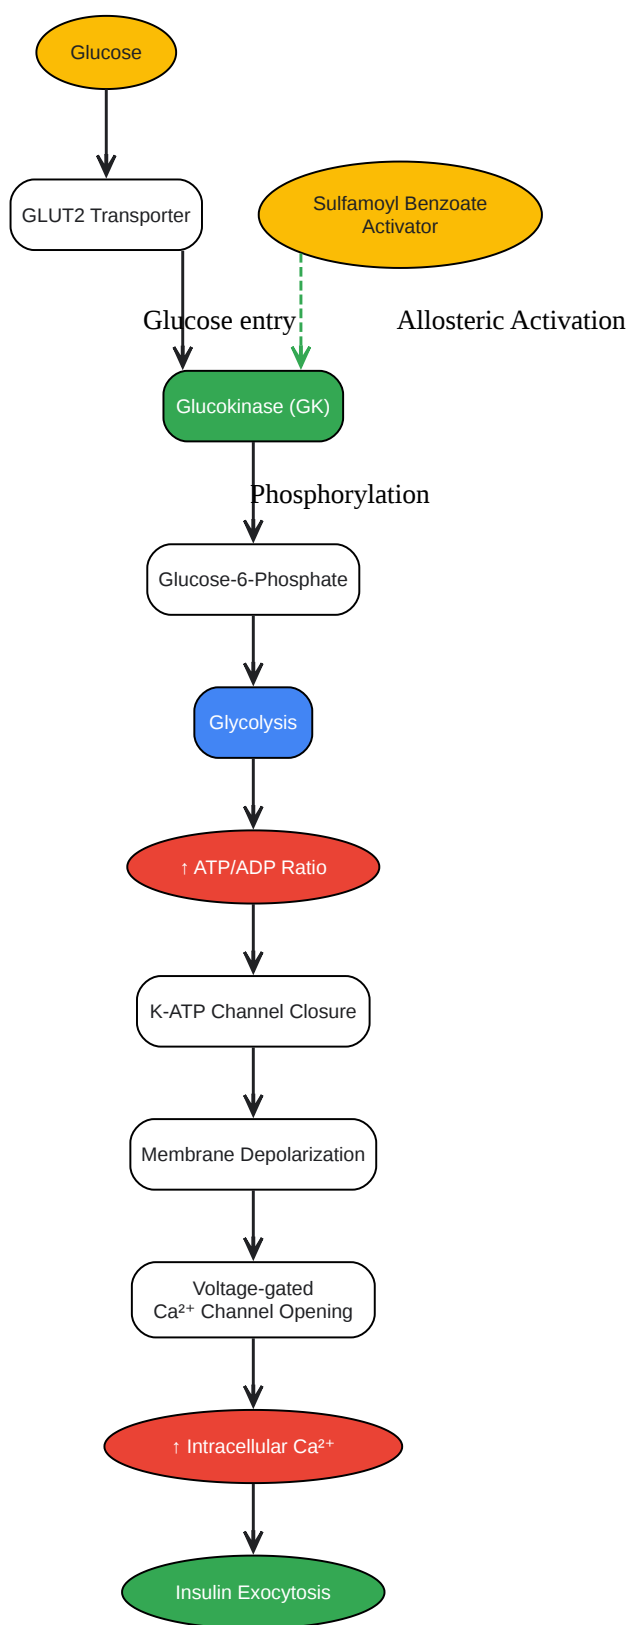 Glucose
GLUT2 Transporter
Sulfamoyl Benzoate
Activator
Glucose entry
Allosteric Activation
Glucokinase (GK)
Phosphorylation
Glucose-6-Phosphate
Glycolysis
↑ ATP/ADP Ratio
K-ATP Channel Closure
Membrane Depolarization
Voltage-gated
Ca²⁺ Channel Opening
↑ Intracellular Ca²⁺
Insulin Exocytosis